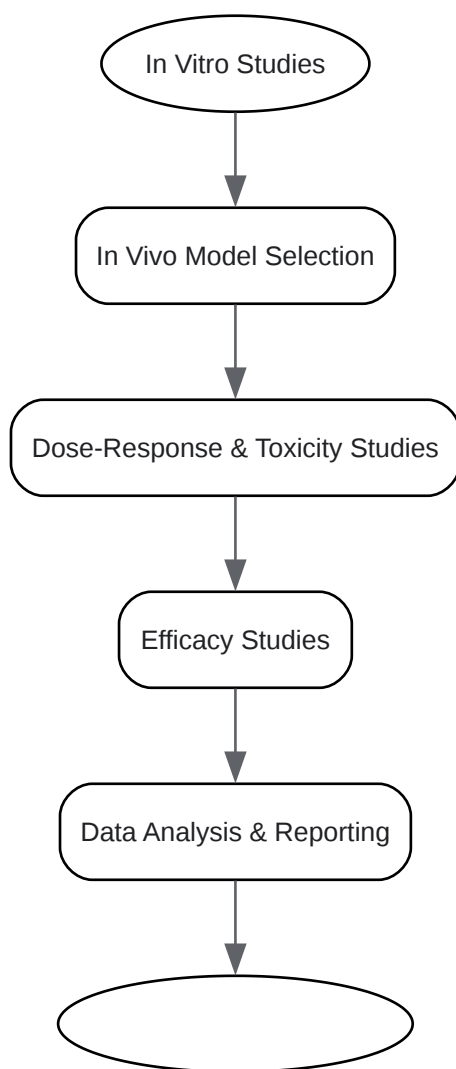 In Vitro Studies
In Vivo Model Selection
Dose-Response & Toxicity Studies
Efficacy Studies
Data Analysis & Reporting